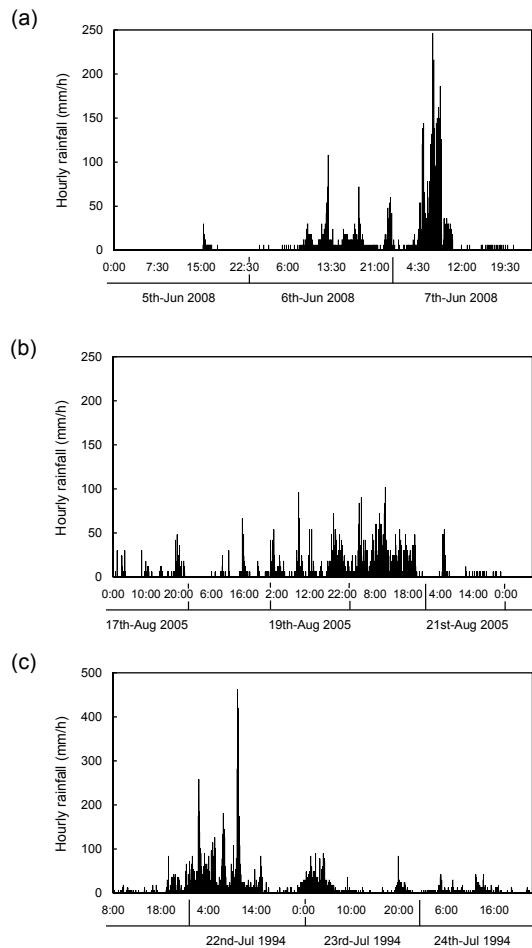 (a)
Hourly rainfall (mm/h)
250
200
150
100
50
0
0:00 7:30 15:00 22:30 6:00 13:30 21:00 4:30 12:00 19:30
5th-Jun 2008 6th-Jun 2008 7th-Jun 2008
(b)
Hourly rainfall (mm/h)
250
200
150
100
50
0
0:00 10:00 20:00 6:00 16:00 2:00 12:00 22:00 8:00 18:00 4:00 14:00 0:00
17th-Aug 2005 19th-Aug 2005 21st-Aug 2005
(c)
Hourly rainfall (mm/h)
500
400
300
200
100
0
8:00 18:00 4:00 14:00 0:00 10:00 20:00 6:00 16:00
22nd-Jul 1994 23rd-Jul 1994 24th-Jul 1994